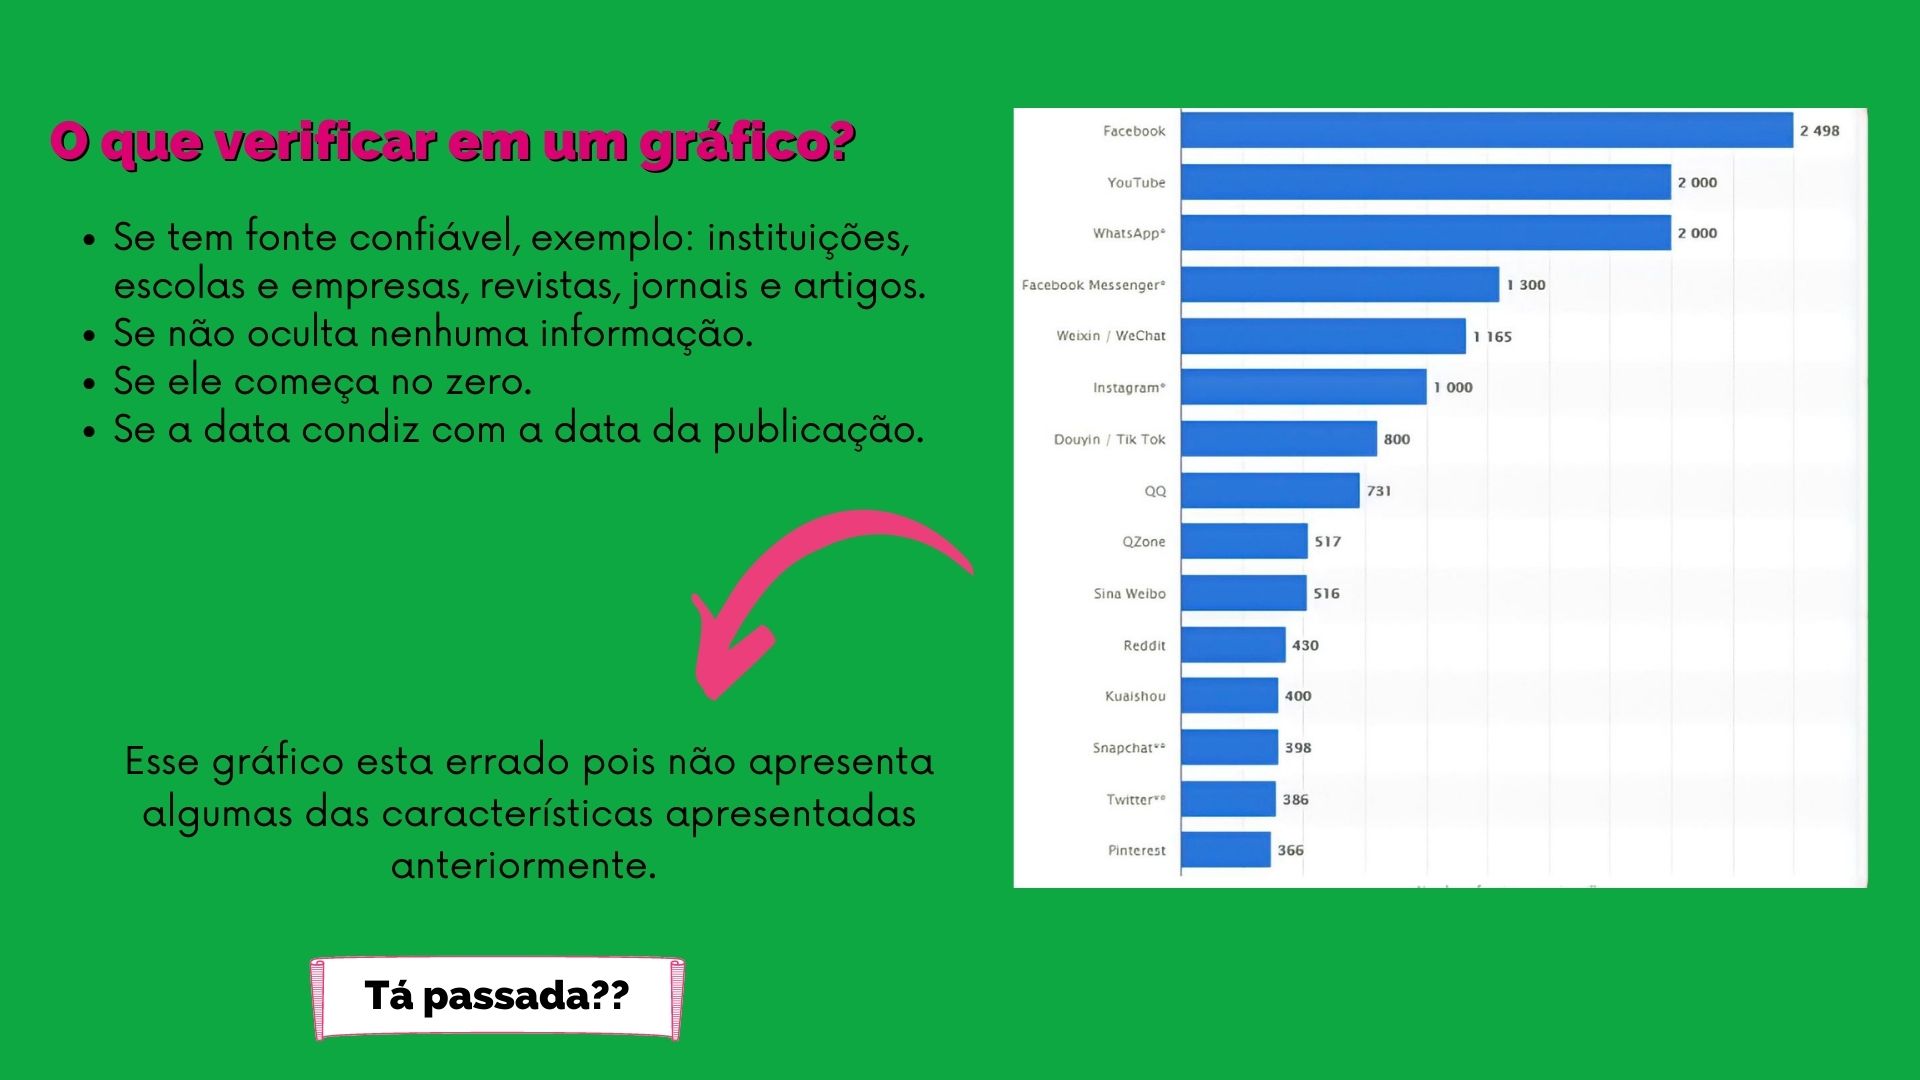 O que verificar em um gráfico?
• Se tem fonte confiável, exemplo: instituições,
escolas e empresas, revistas, jornais e artigos.
• Se não oculta nenhuma informação.
• Se ele começa no zero.
• Se a data condiz com a data da publicação.
Esse gráfico esta errado pois não apresenta
algumas das características apresentadas
anteriormente.
Tá passada??
Facebook 2 498
YouTube 2 000
WhatsApp* 2 000
Facebook Messenger* 1 300
Weixin / WeChat 1 165
Instagram* 1 000
Douyin / Tik Tok 800
QQ 731
QZone 517
Sina Weibo 516
Reddit 430
Kuaishou 400
Snapchat** 398
Twitter** 386
Pinterest 366